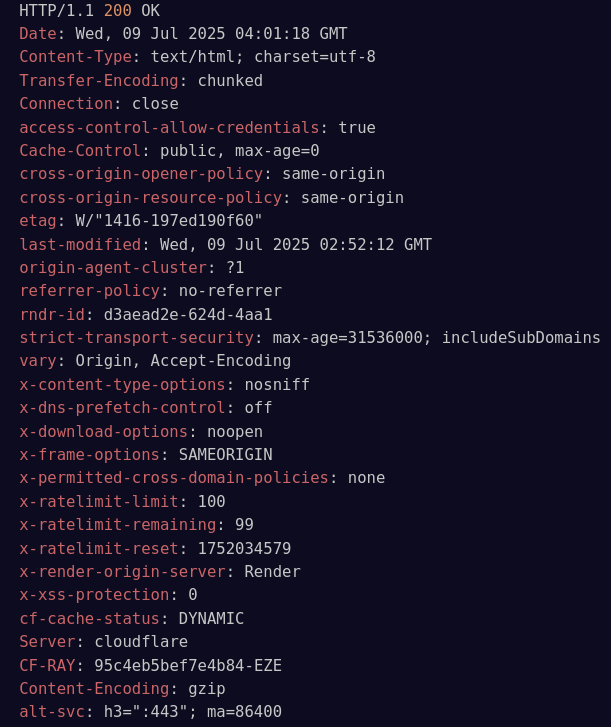 HTTP/1.1 200 OK
Date: Wed, 09 Jul 2025 04:01:18 GMT
Content-Type: text/html; charset=utf-8
Transfer-Encoding: chunked
Connection: close
access-control-allow-credentials: true
Cache-Control: public, max-age=0
cross-origin-opener-policy: same-origin
cross-origin-resource-policy: same-origin
etag: W/"1416-197ed190f60"
last-modified: Wed, 09 Jul 2025 02:52:12 GMT
origin-agent-cluster: ?1
referrer-policy: no-referrer
rndr-id: d3aead2e-624d-4aa1
strict-transport-security: max-age=31536000; includeSubDomains
vary: Origin, Accept-Encoding
x-content-type-options: nosniff
x-dns-prefetch-control: off
x-download-options: noopen
x-frame-options: SAMEORIGIN
x-permitted-cross-domain-policies: none
x-ratelimit-limit: 100
x-ratelimit-remaining: 99
x-ratelimit-reset: 1752034579
x-render-origin-server: Render
x-xss-protection: 0
cf-cache-status: DYNAMIC
Server: cloudflare
CF-RAY: 95c4eb5bef7e4b84-EZE
Content-Encoding: gzip
alt-svc: h3=":443"; ma=86400